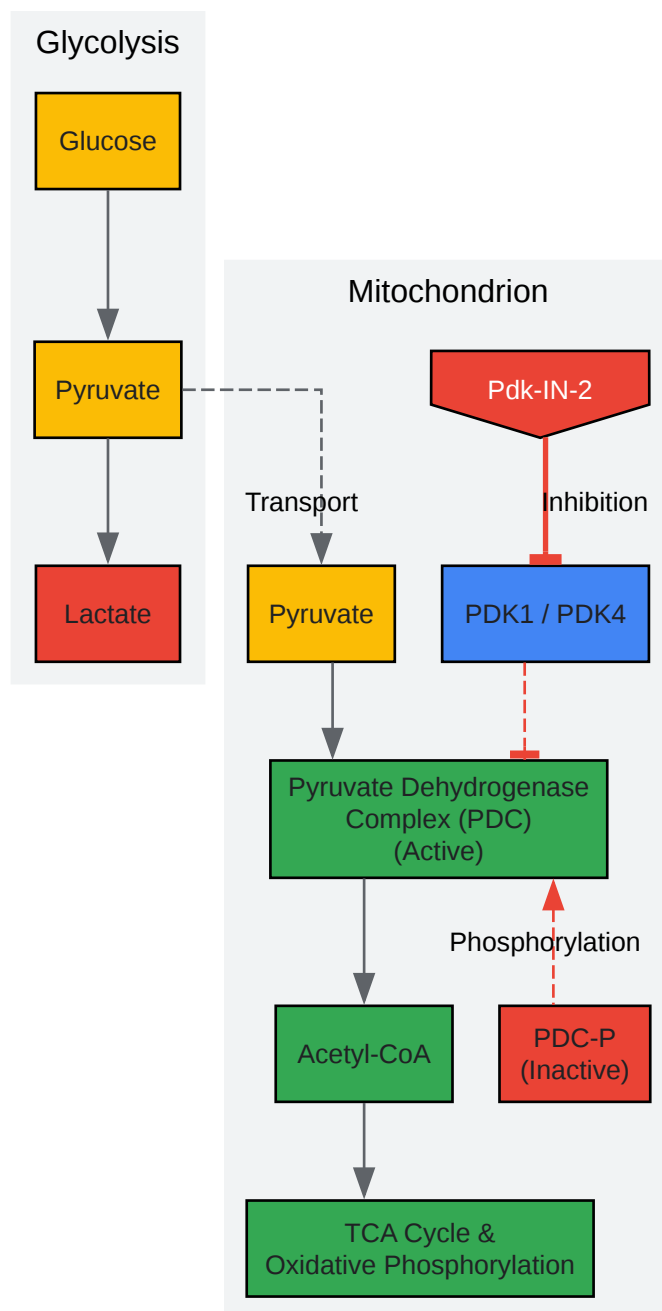 Glycolysis
Glucose
Pyruvate
Lactate
Mitochondrion
Pdk-IN-2
Transport
Inhibition
Pyruvate
PDK1 / PDK4
Pyruvate Dehydrogenase
Complex (PDC)
(Active)
Phosphorylation
Acetyl-CoA
PDC-P
(Inactive)
TCA Cycle &
Oxidative Phosphorylation